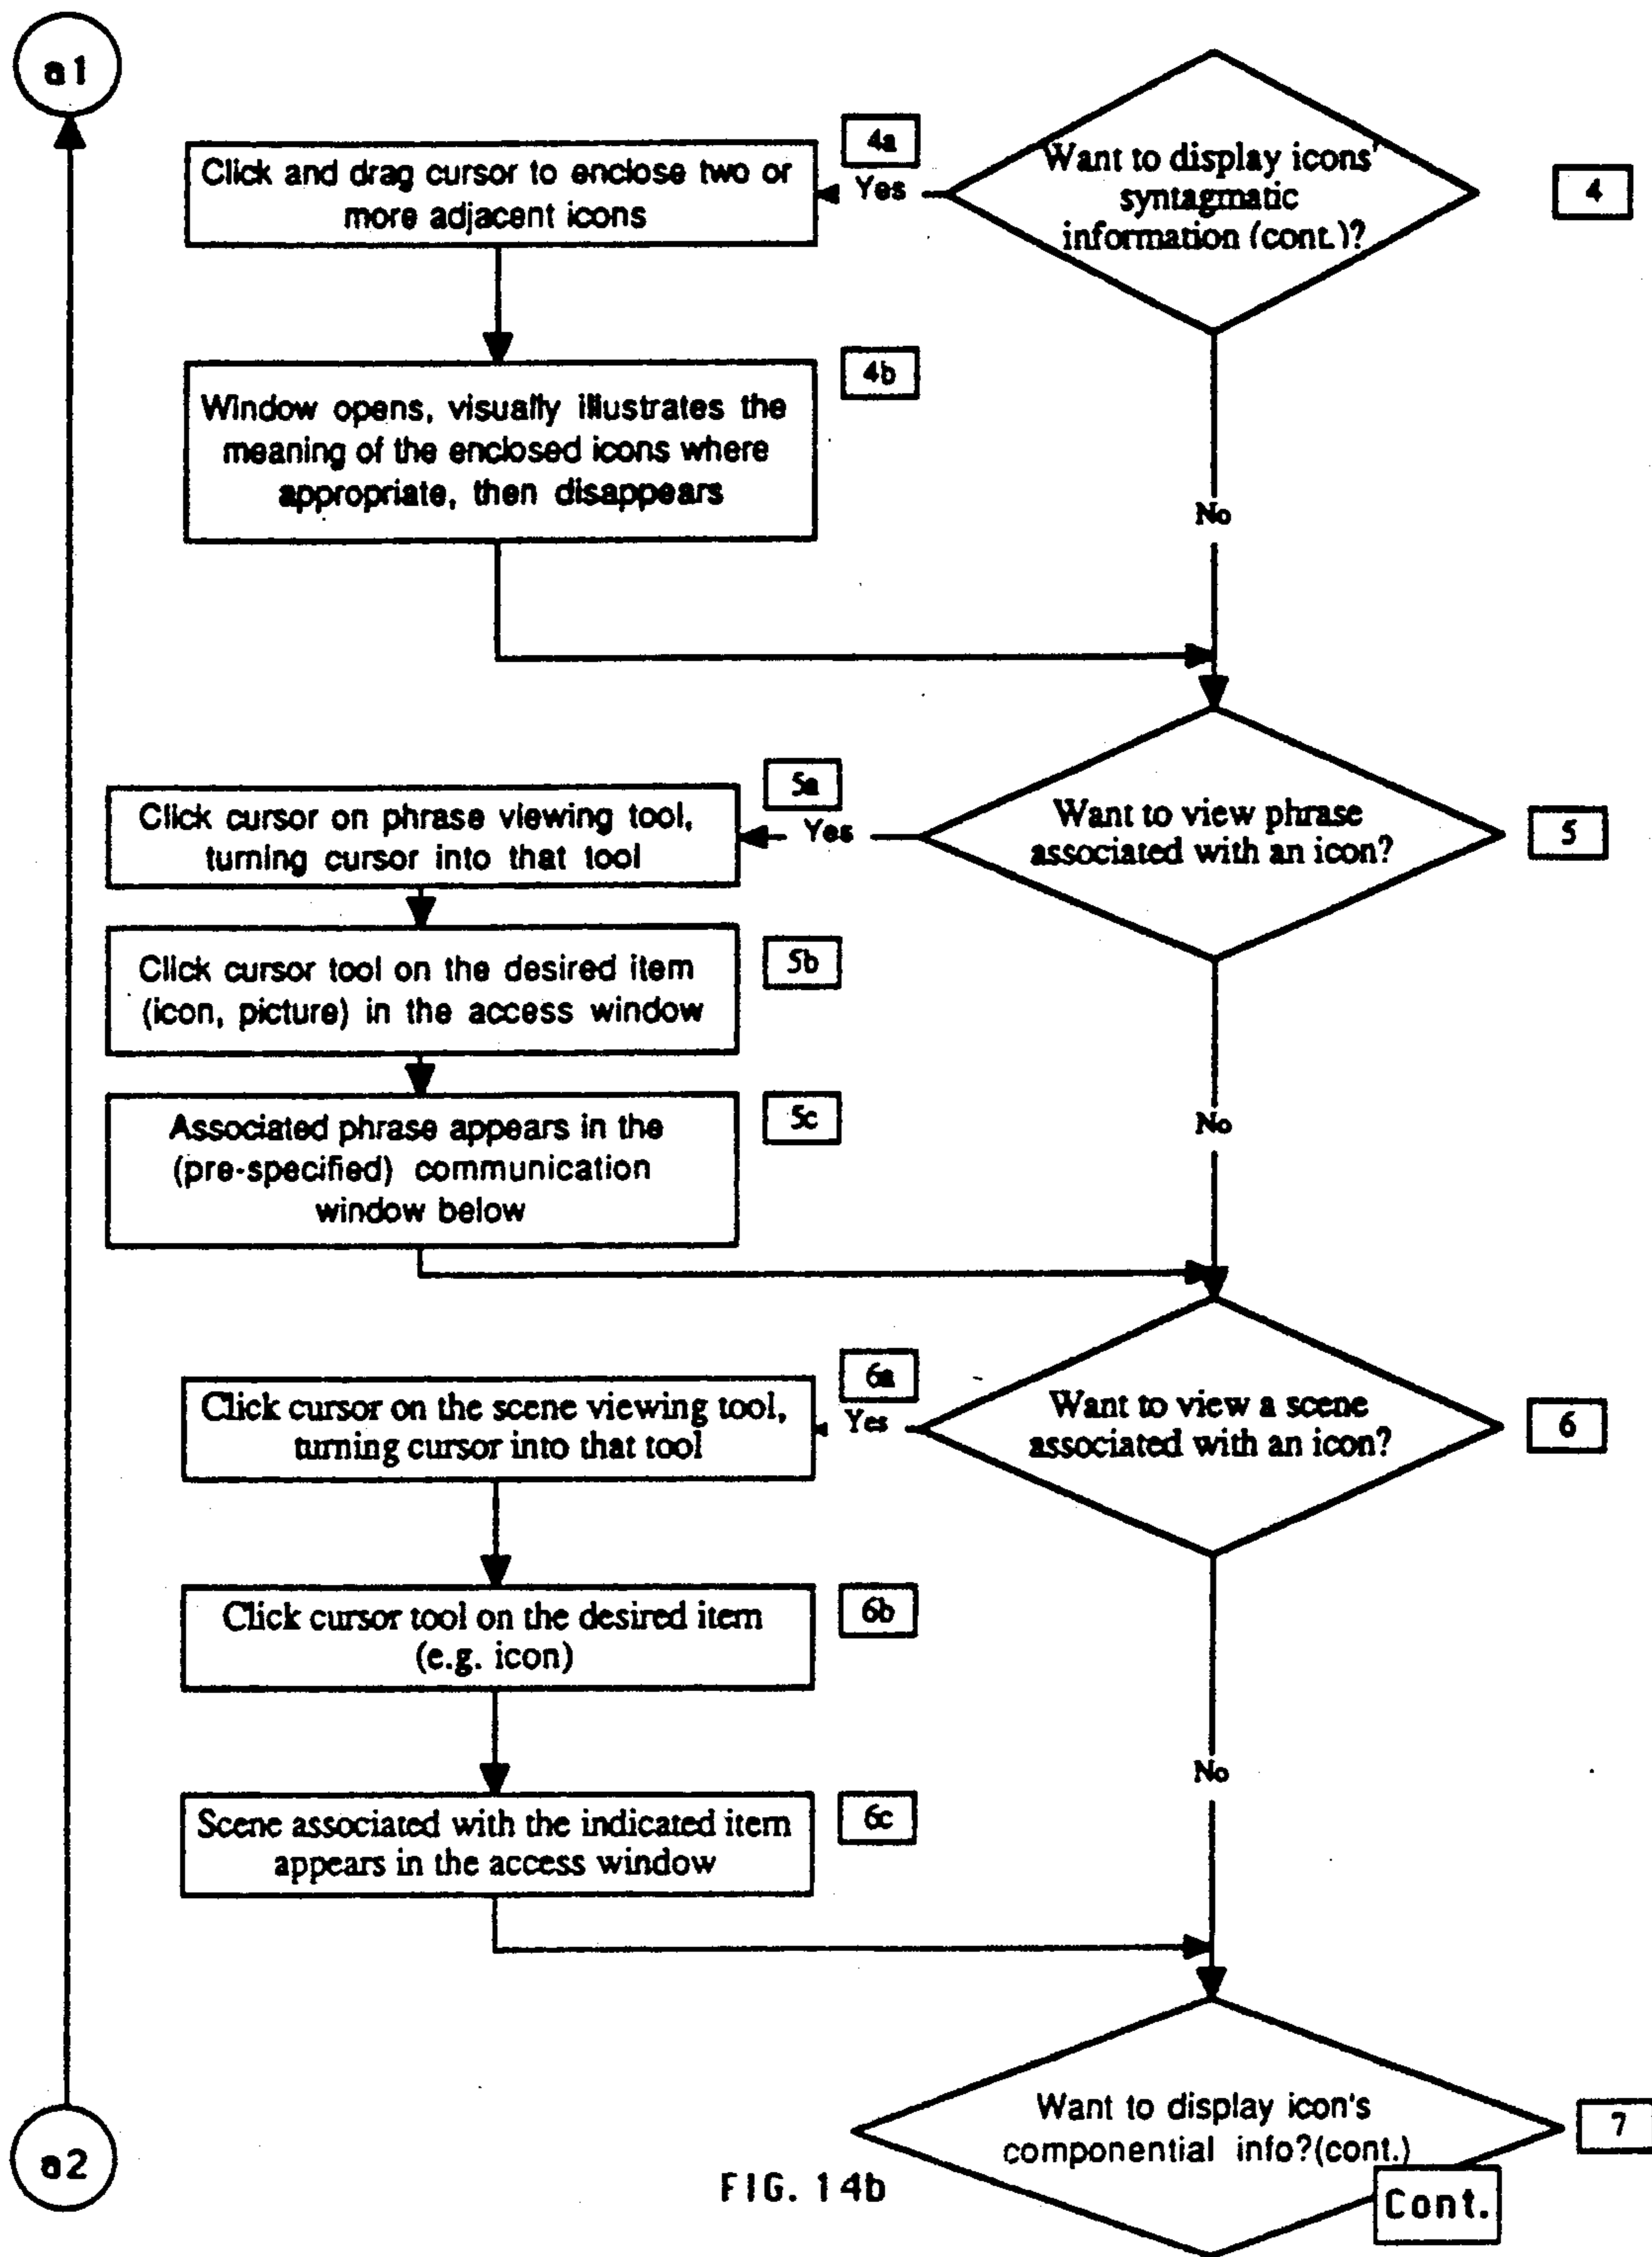 a1
4a
Click and drag cursor to enclose two or
more adjacent icons
Yes
Want to display icons'
syntagmatic
information (cont.)?
4
4b
Window opens, visually illustrates the
meaning of the enclosed icons where
appropriate, then disappears
No
5a
Click cursor on phrase viewing tool,
turning cursor into that tool
Yes
Want to view phrase
associated with an icon?
5
Click cursor tool on the desired item
(icon, picture) in the access window
5b
Associated phrase appears in the
(pre-specified) communication
window below
5c
No
6a
Click cursor on the scene viewing tool,
turning cursor into that tool
Yes
Want to view a scene
associated with an icon?
6
Click cursor tool on the desired item
(e.g. icon)
6b
No
Scene associated with the indicated item
appears in the access window
6c
Want to display icon's
componential info?(cont.)
7
a2
FIG. 14b
Cont.